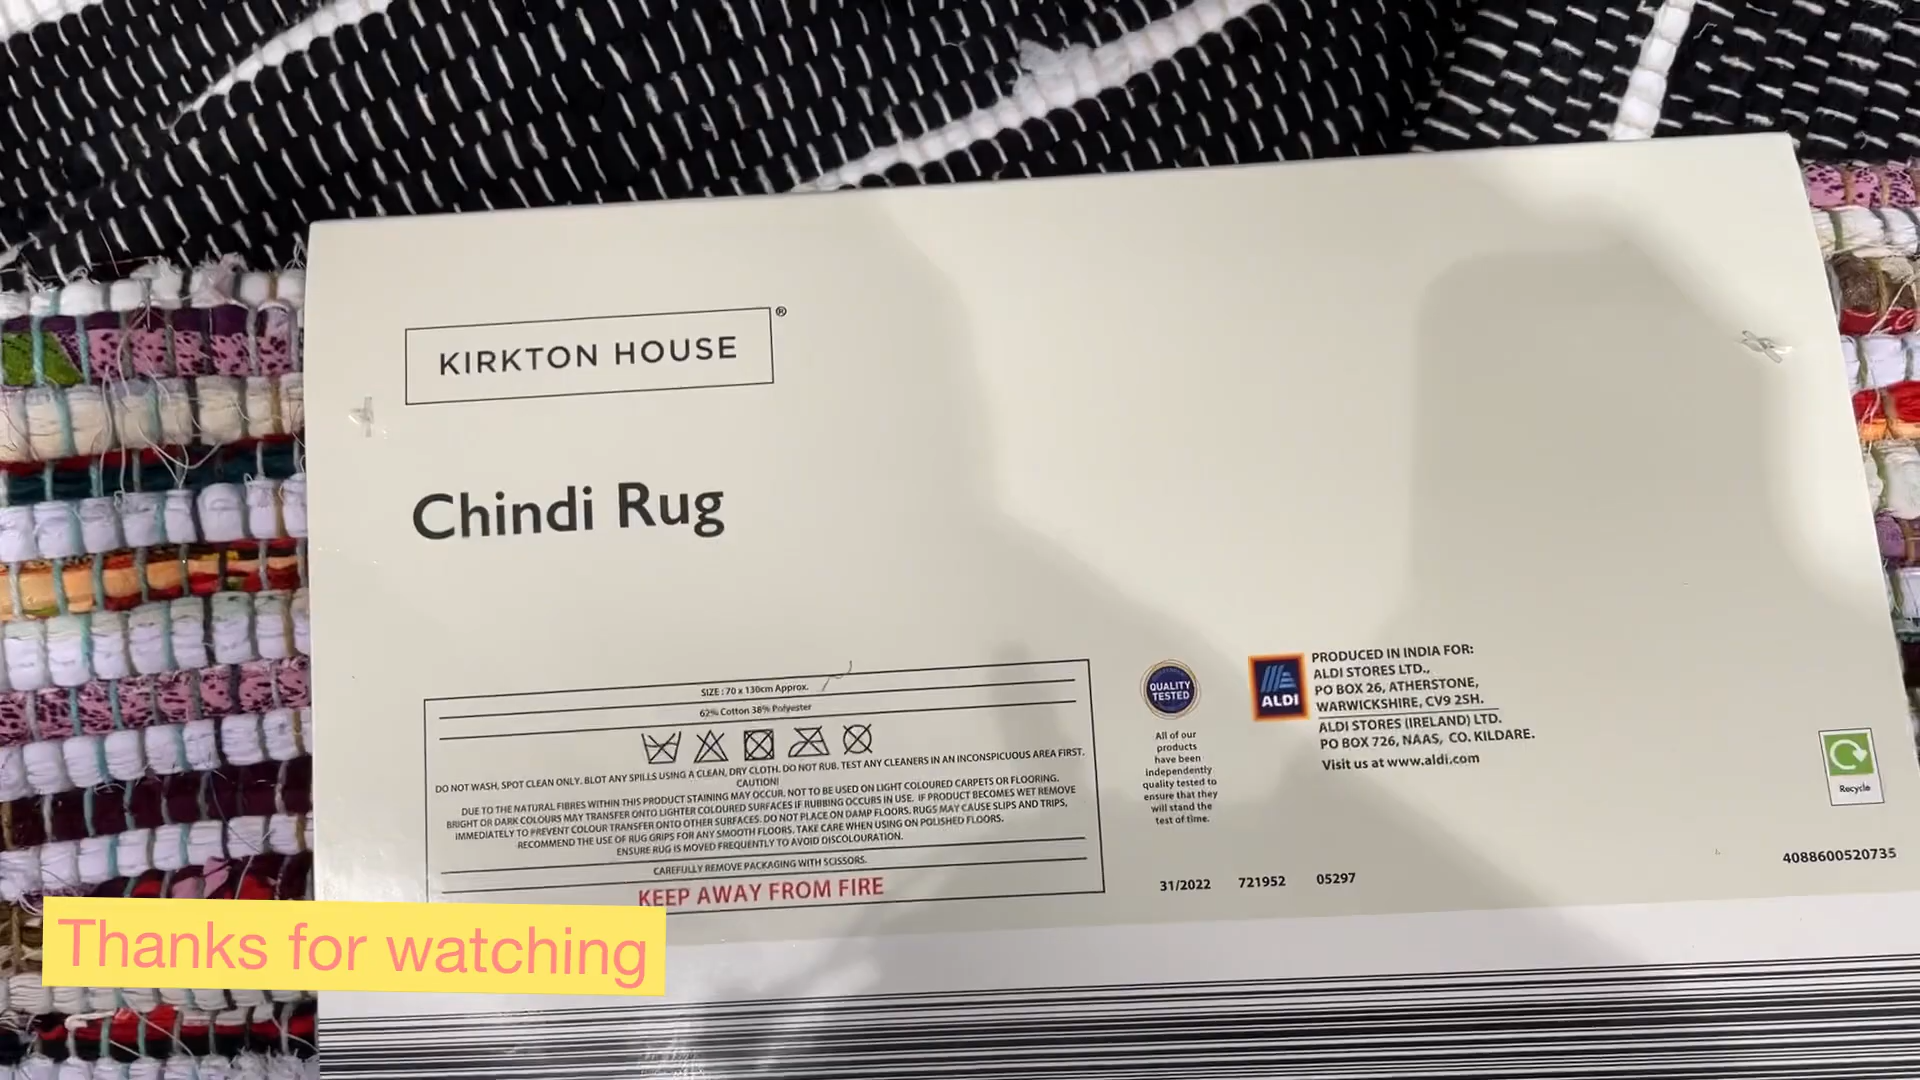 KIRKTON HOUSE®
Chindi Rug
SIZE : 70 x 130cm Approx.
62% Cotton 38% Polyester
DO NOT WASH, SPOT CLEAN ONLY. BLOT ANY SPILLS USING A CLEAN, DRY CLOTH. DO NOT RUB. TEST ANY CLEANERS IN AN INCONSPICUOUS AREA FIRST.
CAUTION!
DUE TO THE NATURAL FIBRES WITHIN THIS PRODUCT STAINING MAY OCCUR. NOT TO BE USED ON LIGHT COLOURED CARPETS OR FLOORING.
BRIGHT OR DARK COLOURS MAY TRANSFER ONTO LIGHTER COLOURED SURFACES IF RUBBING OCCURS IN USE. IF PRODUCT BECOMES WET REMOVE
IMMEDIATELY TO PREVENT COLOUR TRANSFER ONTO OTHER SURFACES. DO NOT PLACE ON DAMP FLOORS. RUGS MAY CAUSE SLIPS AND TRIPS,
RECOMMEND THE USE OF RUG GRIPS FOR ANY SMOOTH FLOORS. TAKE CARE WHEN USING ON POLISHED FLOORS.
ENSURE RUG IS MOVED FREQUENTLY TO AVOID DISCOLOURATION.
CAREFULLY REMOVE PACKAGING WITH SCISSORS.
KEEP AWAY FROM FIRE
QUALITY
TESTED
All of our
products
have been
independently
quality tested to
ensure that they
will stand the
test of time.
ALDI
PRODUCED IN INDIA FOR:
ALDI STORES LTD.,
PO BOX 26, ATHERSTONE,
WARWICKSHIRE, CV9 2SH.
ALDI STORES (IRELAND) LTD.
PO BOX 726, NAAS, CO. KILDARE.
Visit us at www.aldi.com
Recycle
31/2022 721952 05297
4088600520735
Thanks for watching